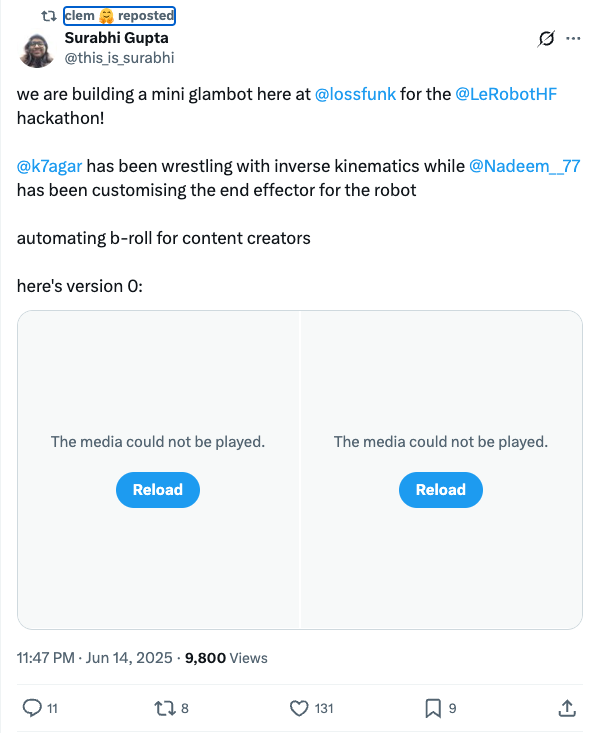 clem 🤗 reposted
Surabhi Gupta
@this_is_surabhi
we are building a mini glambot here at @lossfunk for the @LeRobotHF
hackathon!
@k7agar has been wrestling with inverse kinematics while @Nadeem__77
has been customising the end effector for the robot
automating b-roll for content creators
here's version 0:
The media could not be played. The media could not be played.
Reload Reload
11:47 PM · Jun 14, 2025 · 9,800 Views
11 8 131 9